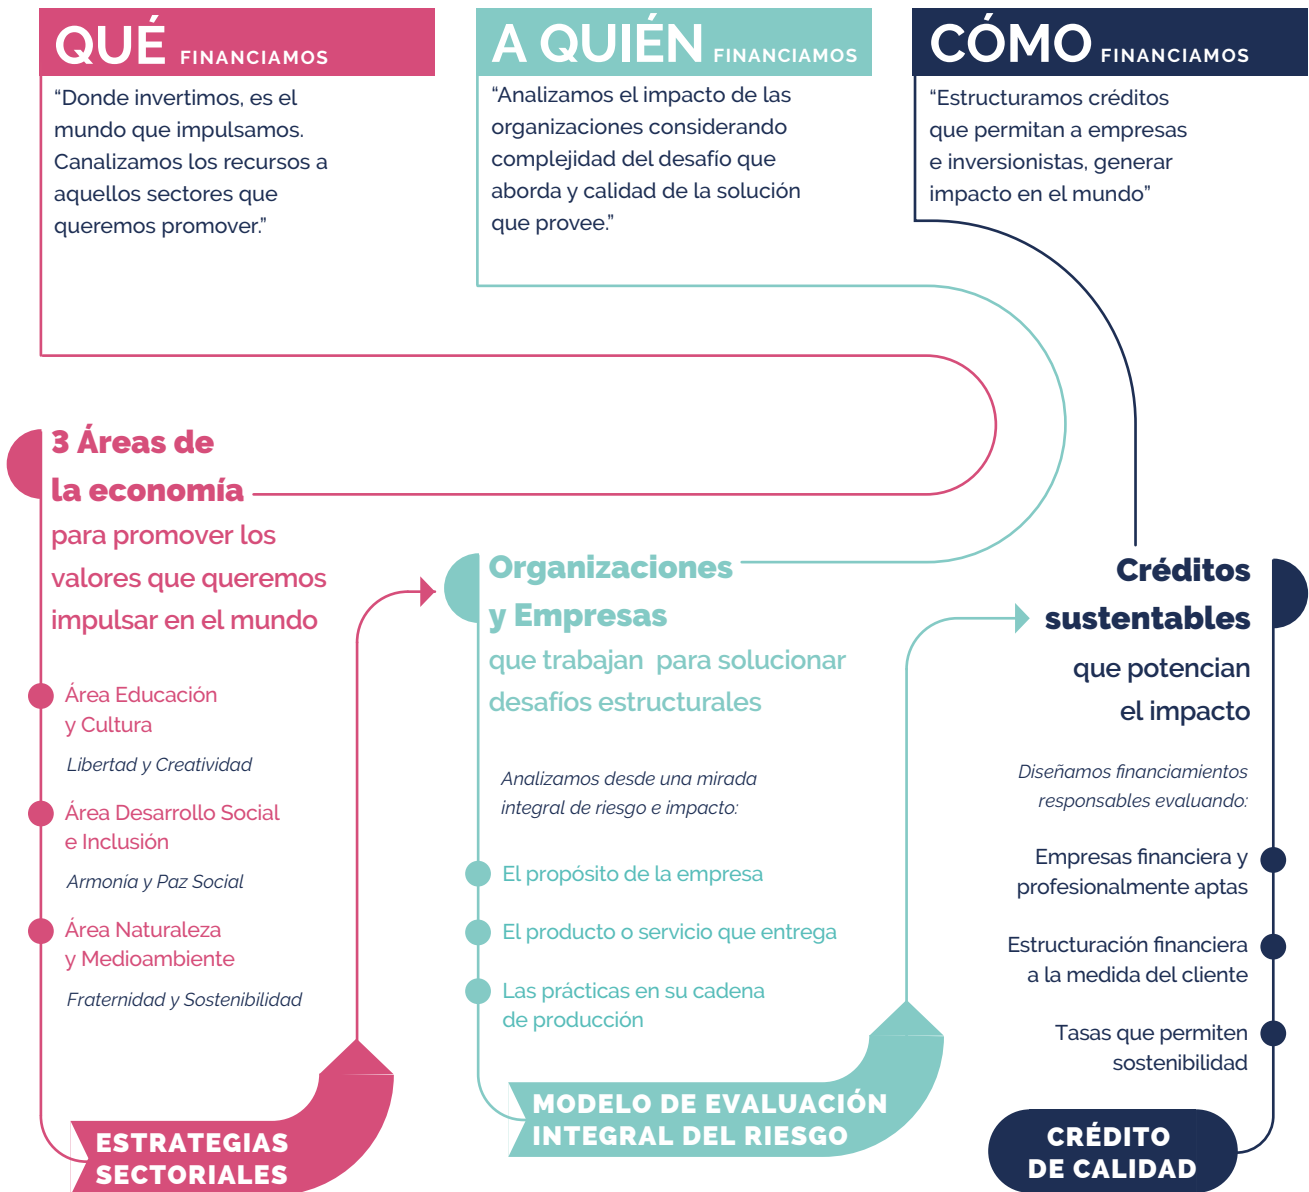 QUÉ FINANCIAMOS
“Donde invertimos, es el
mundo que impulsamos.
Canalizamos los recursos a
aquellos sectores que
queremos promover.”
A QUIÉN FINANCIAMOS
“Analizamos el impacto de las
organizaciones considerando
complejidad del desafío que
aborda y calidad de la solución
que provee.”
CÓMO FINANCIAMOS
“Estructuramos créditos
que permitan a empresas
e inversionistas, generar
impacto en el mundo”
3 Áreas de
la economía
para promover los
valores que queremos
impulsar en el mundo
Área Educación
y Cultura
Libertad y Creatividad
Área Desarrollo Social
e Inclusión
Armonía y Paz Social
Área Naturaleza
y Medioambiente
Fraternidad y Sostenibilidad
ESTRATEGIAS
SECTORIALES
Organizaciones
y Empresas
que trabajan para solucionar
desafíos estructurales
Analizamos desde una mirada
integral de riesgo e impacto:
El propósito de la empresa
El producto o servicio que entrega
Las prácticas en su cadena
de producción
MODELO DE EVALUACIÓN
INTEGRAL DEL RIESGO
Créditos
sustentables
que potencian
el impacto
Diseñamos financiamientos
responsables evaluando:
Empresas financiera y
profesionalmente aptas
Estructuración financiera
a la medida del cliente
Tasas que permiten
sostenibilidad
CRÉDITO
DE CALIDAD